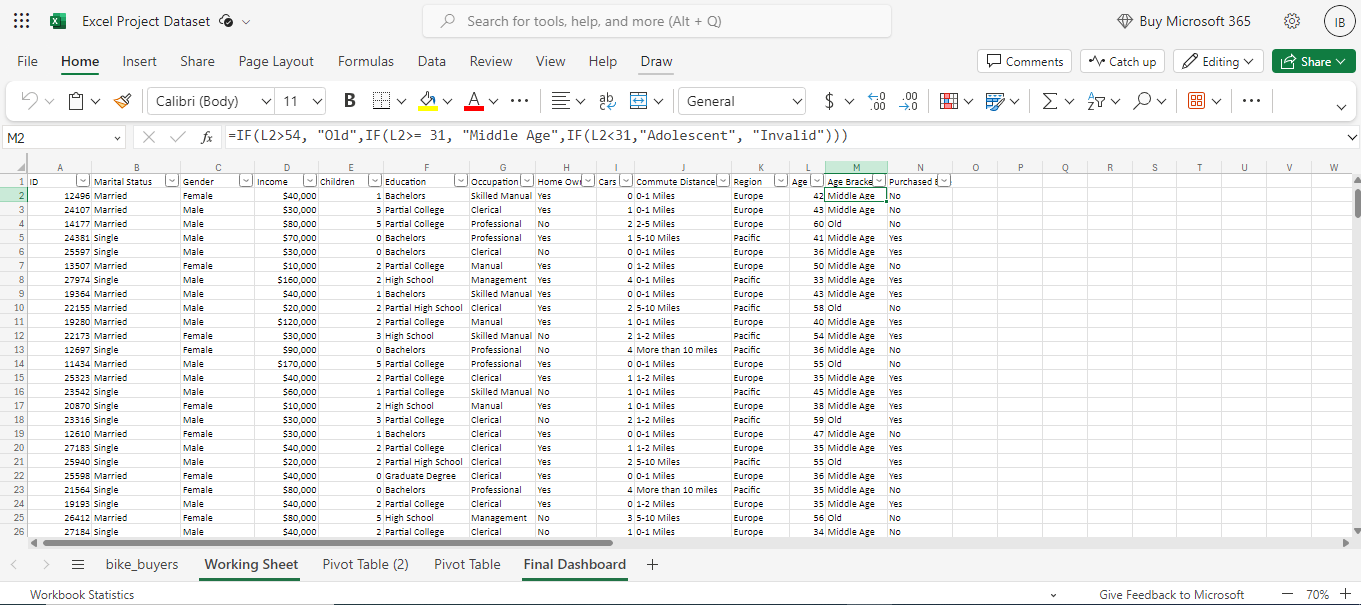 Excel Project Dataset
Search for tools, help, and more (Alt + Q)
Buy Microsoft 365
IB
File Home Insert Share Page Layout Formulas Data Review View Help Draw
Comments Catch up Editing Share
Calibri (Body) 11 B A ab General $ .00 .00
M2 fx =IF(L2>54, "Old",IF(L2>= 31, "Middle Age",IF(L2<31,"Adolescent", "Invalid")))
A B C D E F G H I J K L M N O P Q R S T U V W
1 ID Marital Status Gender Income Children Education Occupation Home Ow Cars Commute Distance Region Age Age Bracke Purchased
2 12496 Married Female $40,000 1 Bachelors Skilled Manual Yes 0 0-1 Miles Europe 42 Middle Age No
3 24107 Married Male $30,000 3 Partial College Clerical Yes 1 0-1 Miles Europe 43 Middle Age No
4 14177 Married Male $80,000 5 Partial College Professional No 2 2-5 Miles Europe 60 Old No
5 24381 Single Male $70,000 0 Bachelors Professional Yes 1 5-10 Miles Pacific 41 Middle Age Yes
6 25597 Single Male $30,000 0 Bachelors Clerical No 0 0-1 Miles Europe 36 Middle Age Yes
7 13507 Married Female $10,000 2 Partial College Manual Yes 0 1-2 Miles Europe 50 Middle Age No
8 27974 Single Male $160,000 2 High School Management Yes 4 0-1 Miles Pacific 33 Middle Age Yes
9 19364 Married Male $40,000 1 Bachelors Skilled Manual Yes 0 0-1 Miles Europe 43 Middle Age Yes
10 22155 Married Male $20,000 2 Partial High School Clerical Yes 2 5-10 Miles Pacific 58 Old No
11 19280 Married Male $120,000 2 Partial College Manual Yes 1 0-1 Miles Europe 40 Middle Age Yes
12 22173 Married Female $30,000 3 High School Skilled Manual No 2 1-2 Miles Pacific 54 Middle Age Yes
13 12697 Single Female $90,000 0 Bachelors Professional No 4 More than 10 miles Pacific 36 Middle Age No
14 11434 Married Male $170,000 5 Partial College Professional Yes 0 0-1 Miles Europe 55 Old No
15 25323 Married Male $40,000 2 Partial College Clerical Yes 1 1-2 Miles Europe 35 Middle Age Yes
16 23542 Single Male $60,000 1 Partial College Skilled Manual No 1 0-1 Miles Pacific 45 Middle Age Yes
17 20870 Single Female $10,000 2 High School Manual Yes 1 0-1 Miles Europe 38 Middle Age Yes
18 23316 Single Male $30,000 3 Partial College Clerical No 2 1-2 Miles Pacific 59 Old Yes
19 12610 Married Female $30,000 1 Bachelors Clerical Yes 0 0-1 Miles Europe 47 Middle Age No
20 27183 Single Male $40,000 2 Partial College Clerical Yes 1 1-2 Miles Europe 35 Middle Age Yes
21 25940 Single Male $20,000 2 Partial High School Clerical Yes 2 5-10 Miles Pacific 55 Old Yes
22 25598 Married Female $40,000 0 Graduate Degree Clerical Yes 0 0-1 Miles Europe 36 Middle Age Yes
23 21564 Single Female $80,000 0 Bachelors Professional Yes 4 More than 10 miles Pacific 35 Middle Age No
24 19193 Single Male $40,000 2 Partial College Clerical Yes 0 1-2 Miles Europe 35 Middle Age Yes
25 26412 Married Female $80,000 5 High School Management No 3 5-10 Miles Europe 56 Old No
26 27184 Single Male $40,000 2 Partial College Clerical No 1 0-1 Miles Europe 34 Middle Age No
bike_buyers Working Sheet Pivot Table (2) Pivot Table Final Dashboard
Workbook Statistics Give Feedback to Microsoft 70%